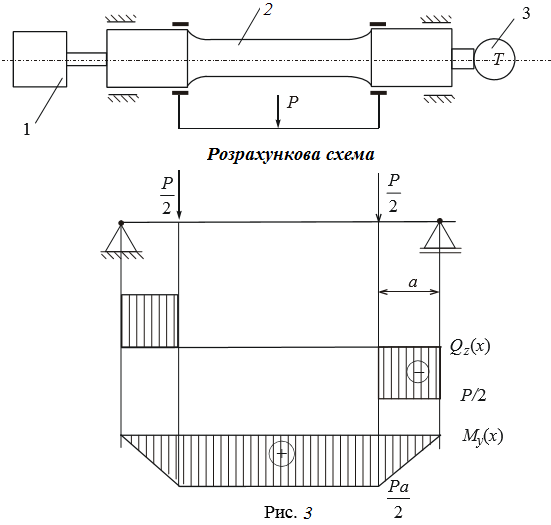 2
3
1
T
P
Розрахункова схема
P/2
P/2
a
Qz(x)
P/2
My(x)
Pa/2
Рис. 3